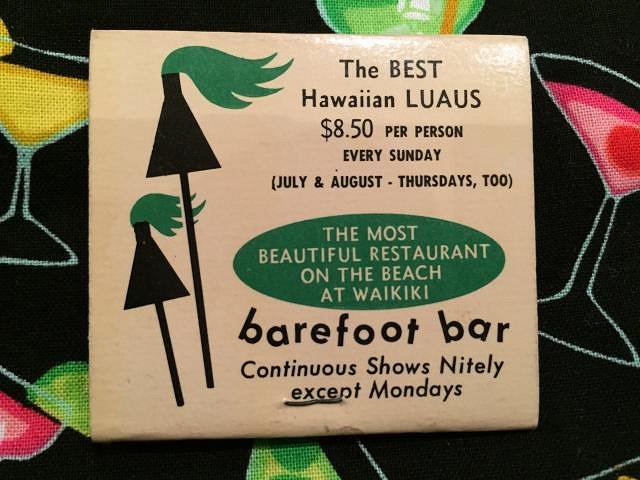 The BEST
Hawaiian LUAUS
$8.50 PER PERSON
EVERY SUNDAY
(JULY & AUGUST - THURSDAYS, TOO)
THE MOST
BEAUTIFUL RESTAURANT
ON THE BEACH
AT WAIKIKI
barefoot bar
Continuous Shows Nitely
except Mondays